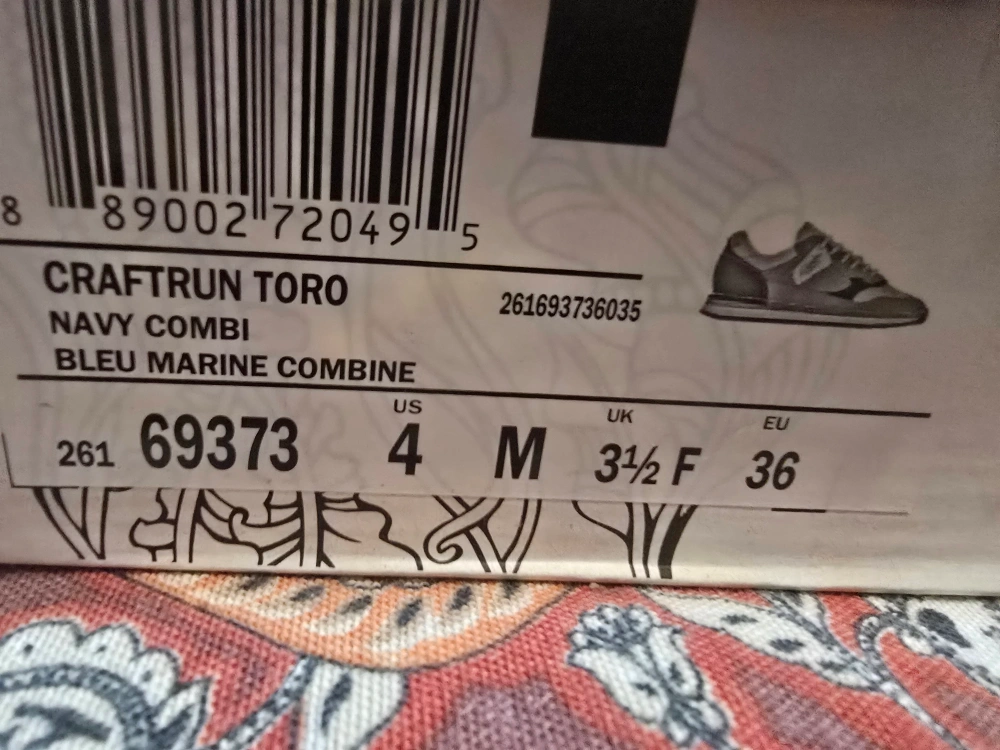 8 89002 72049 5
CRAFTRUN TORO
261693736035
NAVY COMBI
BLEU MARINE COMBINE
US UK EU
261 69373 4 M 3½ F 36